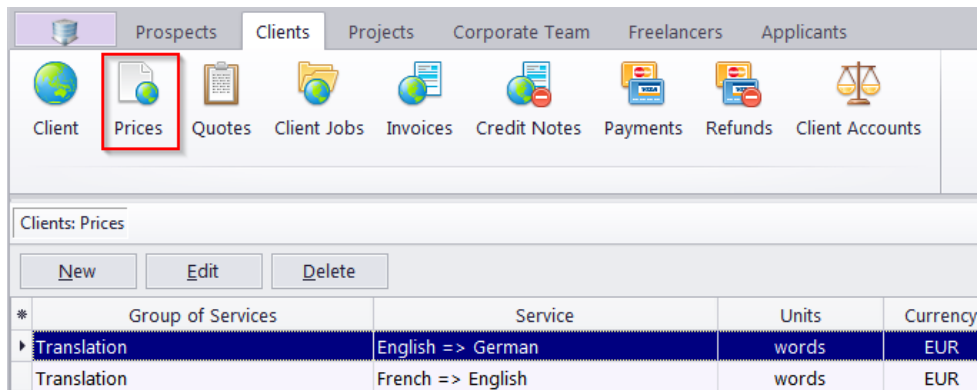 Prospects Clients Projects Corporate Team Freelancers Applicants
VISA VISA
Client Prices Quotes Client Jobs Invoices Credit Notes Payments Refunds Client Accounts
Clients: Prices
New Edit Delete
* Group of Services Service Units Currency
Translation English => German words EUR
Translation French => English words EUR